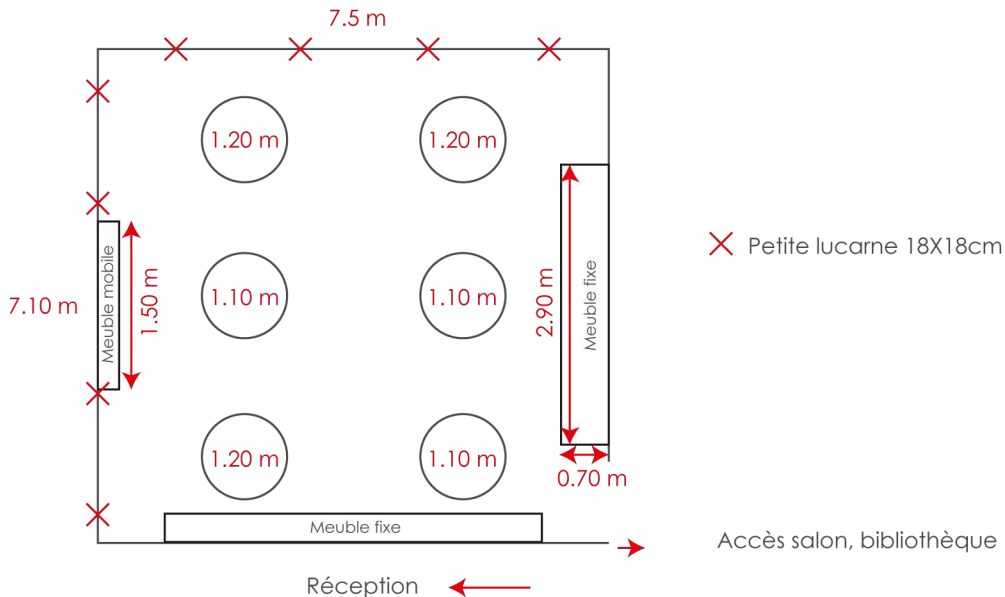 7.5 m
1.20 m
1.20 m
Petite lucarne 18X18cm
7.10 m
Meuble mobile
1.50 m
1.10 m
1.10 m
2.90 m
Meuble fixe
1.20 m
1.10 m
0.70 m
Meuble fixe
Accès salon, bibliothèque
Réception